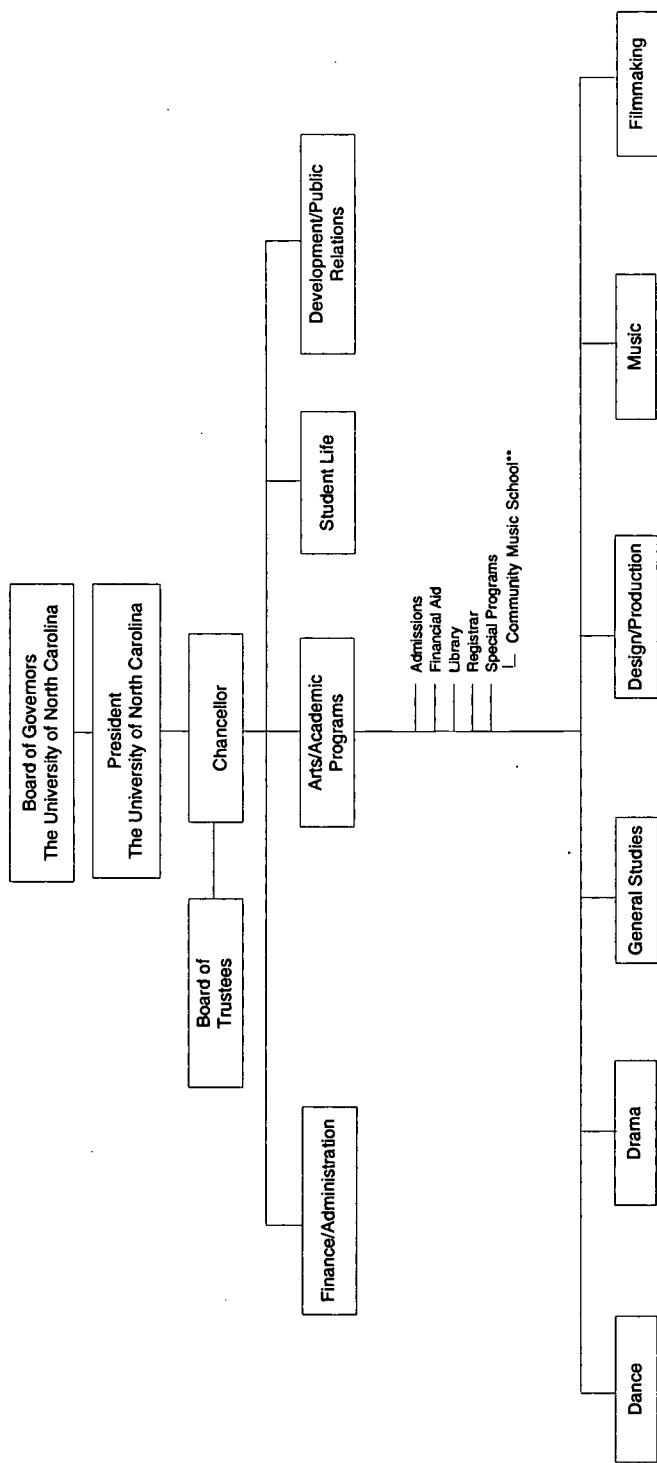 Board of Governors
The University of North Carolina
President
The University of North Carolina
Board of
Trustees
Chancellor
Finance/Administration
Arts/Academic
Programs
Student Life
Development/Public
Relations
Admissions
Financial Aid
Library
Registrar
Special Programs
Community Music School**
Dance
Drama
General Studies
Design/Production
Music
Filmmaking